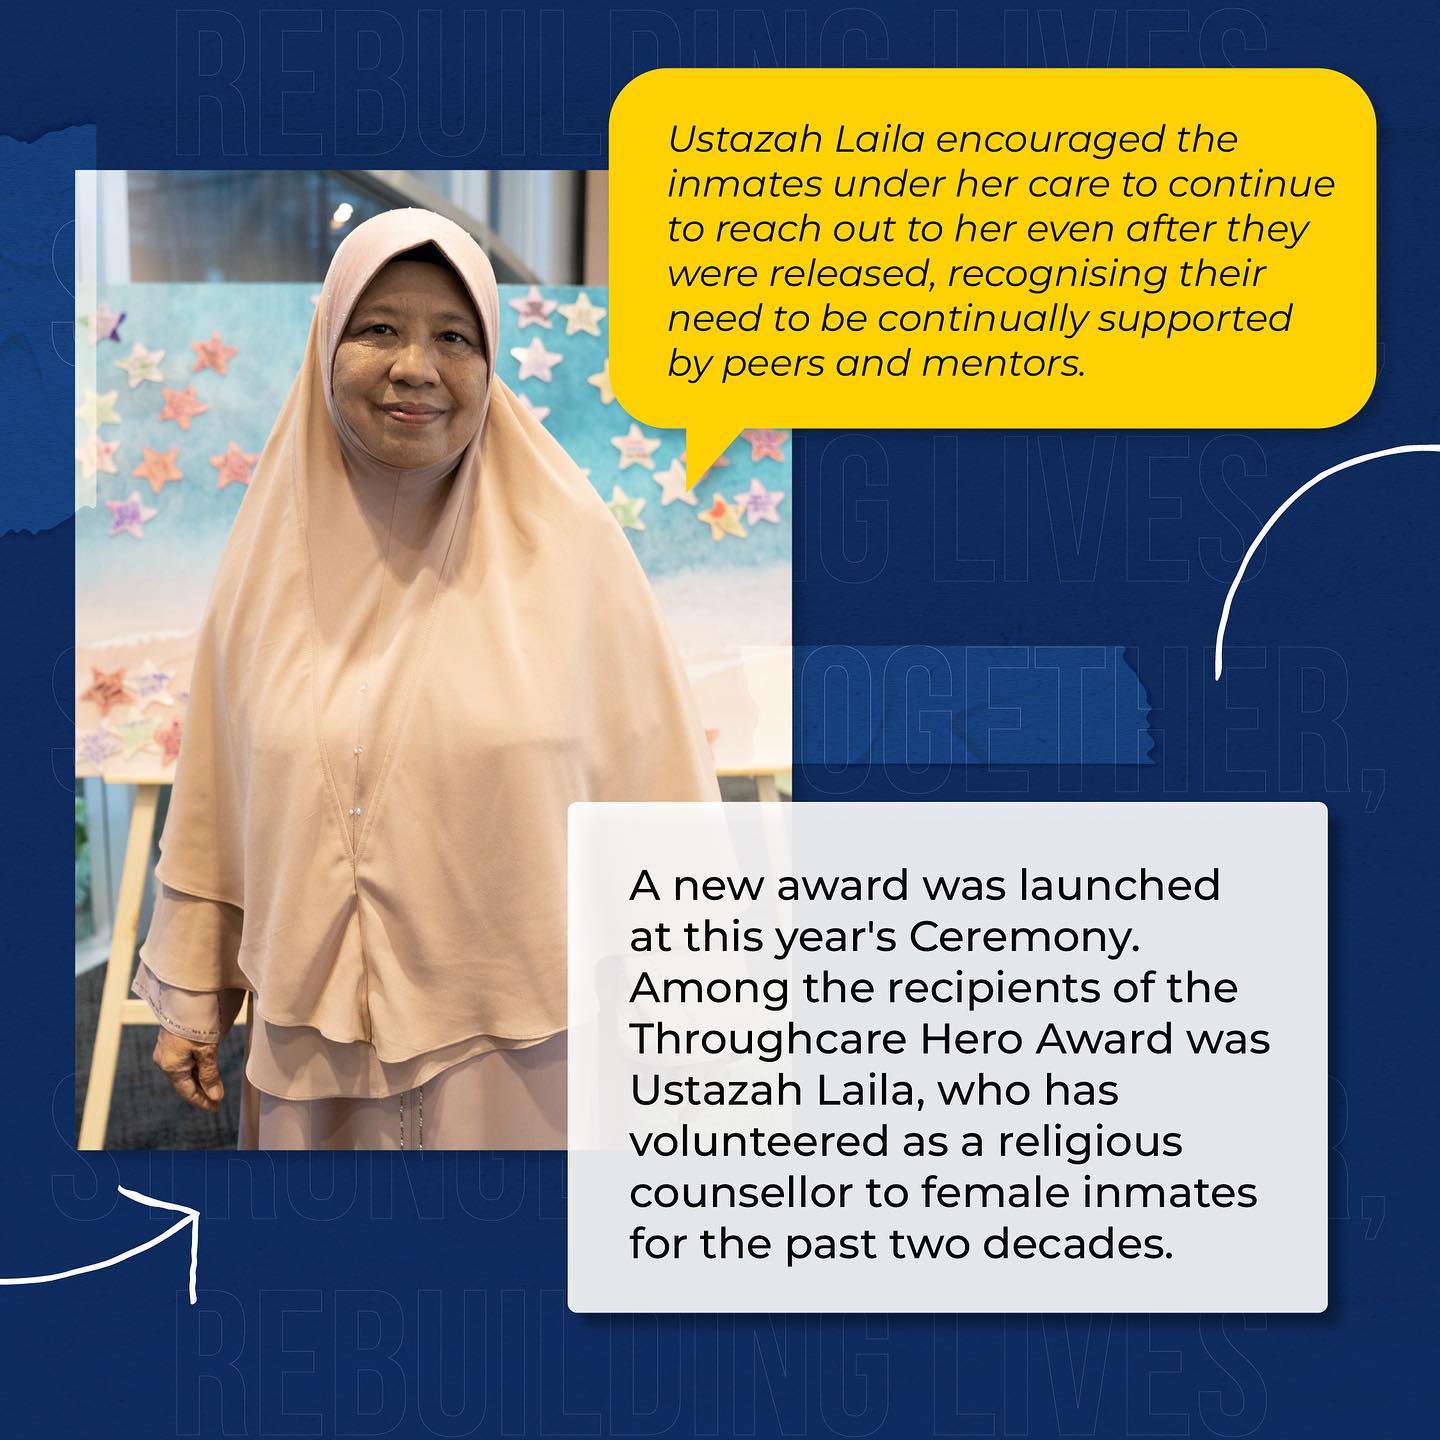 REBUILDING LIVES
Ustazah Laila encouraged the
inmates under her care to continue
to reach out to her even after they
were released, recognising their
need to be continually supported
by peers and mentors.
NG LIVES
OGETHER,
A new award was launched
at this year's Ceremony.
Among the recipients of the
Throughcare Hero Award was
Ustazah Laila, who has
volunteered as a religious
counsellor to female inmates
for the past two decades.
REBUILDING LIVES